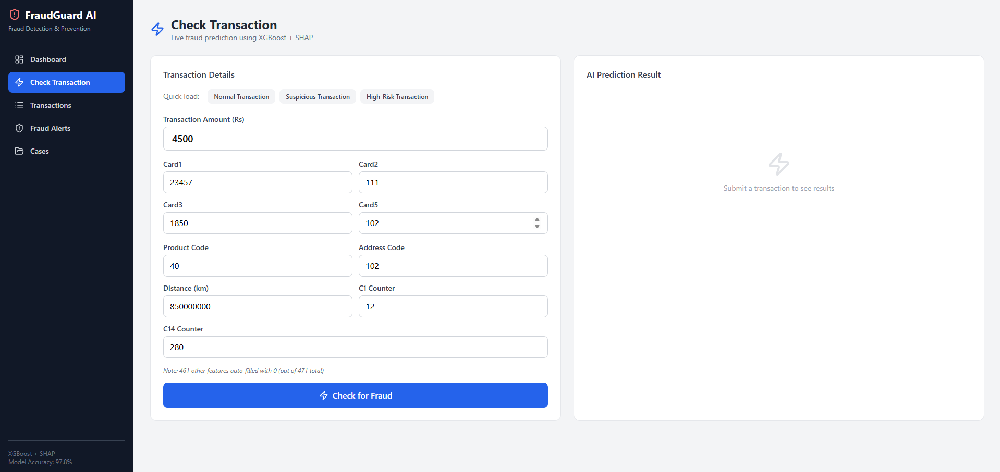 FraudGuard AI
Fraud Detection & Prevention
Dashboard
Check Transaction
Transactions
Fraud Alerts
Cases
XGBoost + SHAP
Model Accuracy: 97.8%
Check Transaction
Live fraud prediction using XGBoost + SHAP
Transaction Details
Quick load: Normal Transaction Suspicious Transaction High-Risk Transaction
Transaction Amount (Rs)
4500
Card1 Card2
23457 111
Card3 Card5
1850 102
Product Code Address Code
40 102
Distance (km) C1 Counter
850000000 12
C14 Counter
280
Note: 461 other features auto-filled with 0 (out of 471 total)
Check for Fraud
AI Prediction Result
Submit a transaction to see results